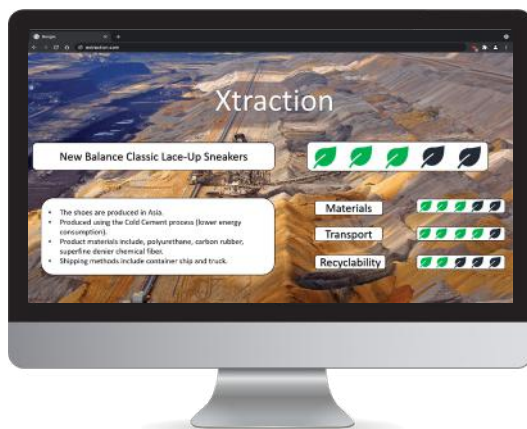 xtraction.com
Xtraction
New Balance Classic Lace-Up Sneakers
• The shoes are produced in Asia.
• Produced using the Cold Cement process (lower energy
consumption).
• Product materials include, polyurethane, carbon rubber,
superfine denier chemical fiber.
• Shipping methods include container ship and truck.
Materials
Transport
Recyclability